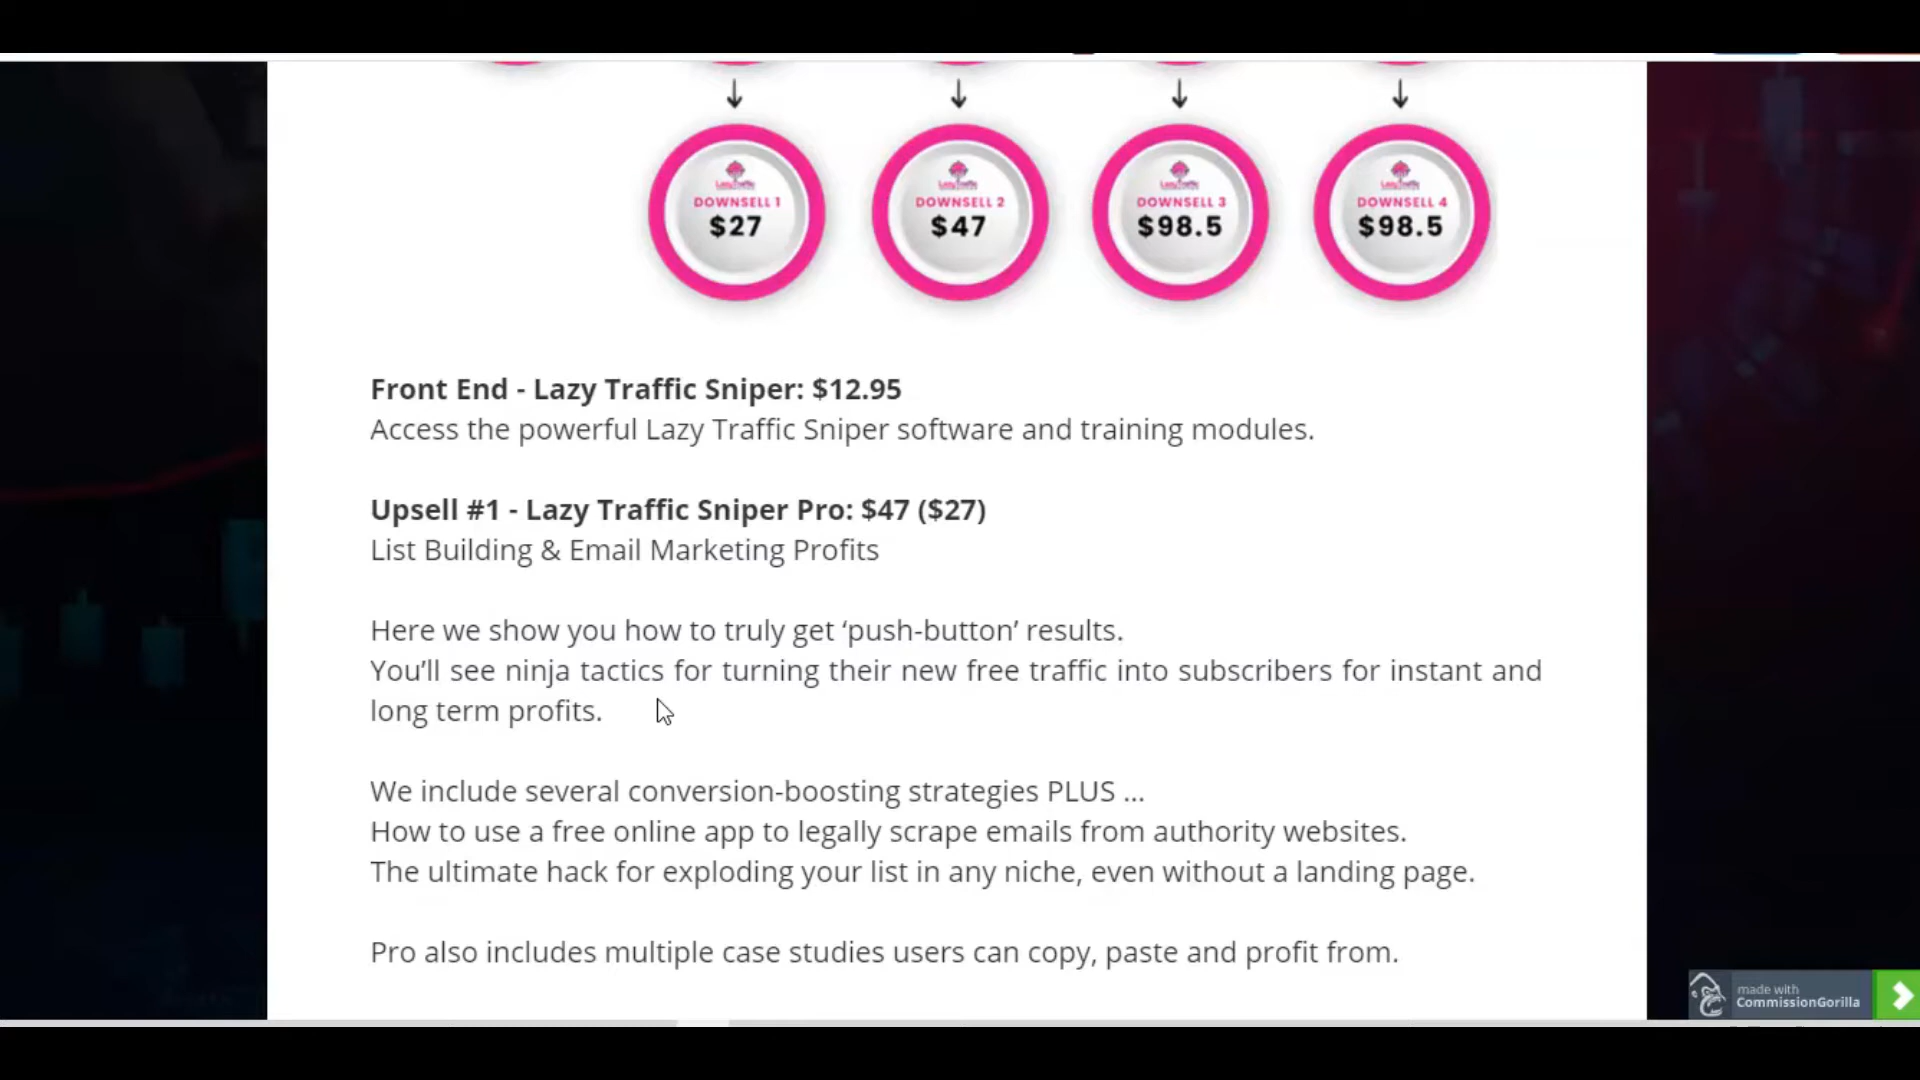 DOWNSELL 1
$27
DOWNSELL 2
$47
DOWNSELL 3
$98.5
DOWNSELL 4
$98.5
Front End - Lazy Traffic Sniper: $12.95
Access the powerful Lazy Traffic Sniper software and training modules.
Upsell #1 - Lazy Traffic Sniper Pro: $47 ($27)
List Building & Email Marketing Profits
Here we show you how to truly get ‘push-button’ results.
You’ll see ninja tactics for turning their new free traffic into subscribers for instant and
long term profits.
We include several conversion-boosting strategies PLUS ...
How to use a free online app to legally scrape emails from authority websites.
The ultimate hack for exploding your list in any niche, even without a landing page.
Pro also includes multiple case studies users can copy, paste and profit from.
made with
CommissionGorilla